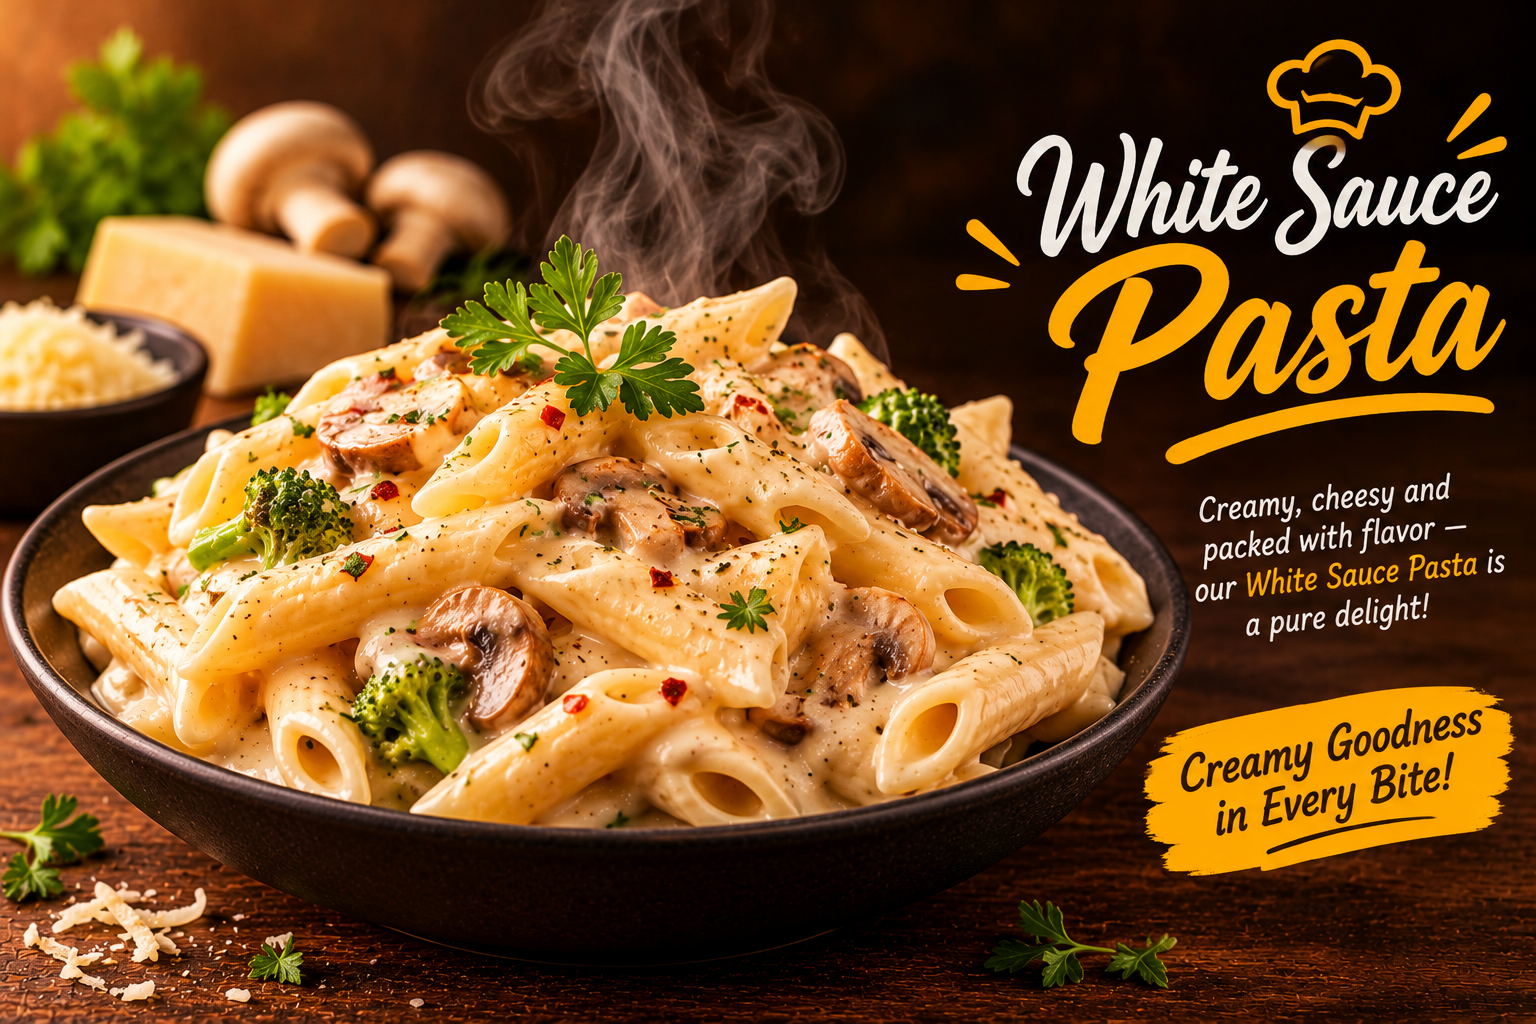 White Sauce
Pasta
Creamy, cheesy and
packed with flavor –
our White Sauce Pasta is
a pure delight!
Creamy Goodness
in Every Bite!